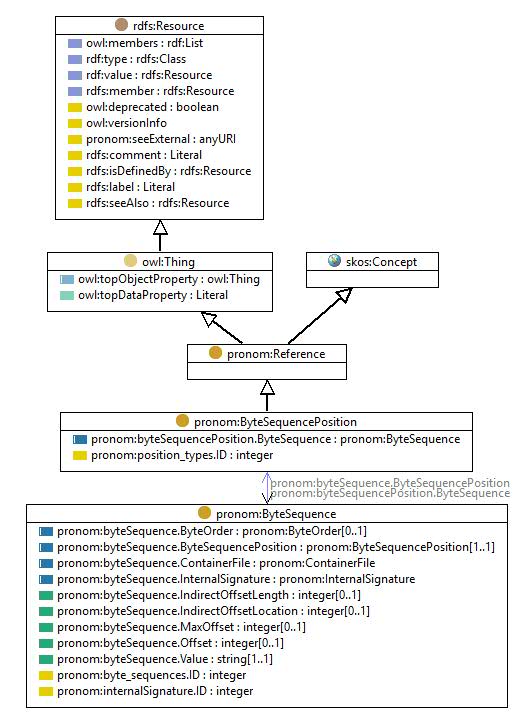 rdfs:Resource
owl:members : rdf:List
rdf:type : rdfs:Class
rdf:value : rdfs:Resource
rdfs:member : rdfs:Resource
owl:deprecated : boolean
owl:versionInfo
pronom:seeExternal : anyURI
rdfs:comment : Literal
rdfs:isDefinedBy : rdfs:Resource
rdfs:label : Literal
rdfs:seeAlso : rdfs:Resource
owl:Thing
owl:topObjectProperty : owl:Thing
owl:topDataProperty : Literal
skos:Concept
pronom:Reference
pronom:ByteSequencePosition
pronom:byteSequencePosition.ByteSequence : pronom:ByteSequence
pronom:position_types.ID : integer
pronom:byteSequence.ByteSequencePosition
pronom:byteSequencePosition.ByteSequence
pronom:ByteSequence
pronom:byteSequence.ByteOrder : pronom:ByteOrder[0..1]
pronom:byteSequence.ByteSequencePosition : pronom:ByteSequencePosition[1..1]
pronom:byteSequence.ContainerFile : pronom:ContainerFile
pronom:byteSequence.InternalSignature : pronom:InternalSignature
pronom:byteSequence.IndirectOffsetLength : integer[0..1]
pronom:byteSequence.IndirectOffsetLocation : integer[0..1]
pronom:byteSequence.MaxOffset : integer[0..1]
pronom:byteSequence.Offset : integer[0..1]
pronom:byteSequence.Value : string[1..1]
pronom:byte_sequences.ID : integer
pronom:internalSignature.ID : integer